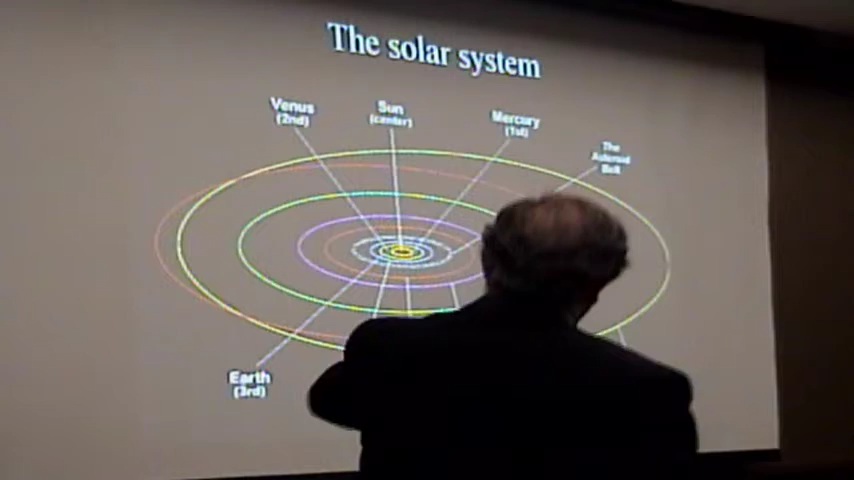 The solar system
Venus
(2nd)
Sun
(center)
Mercury
(1st)
The
Asteroid
Belt
Earth
(3rd)